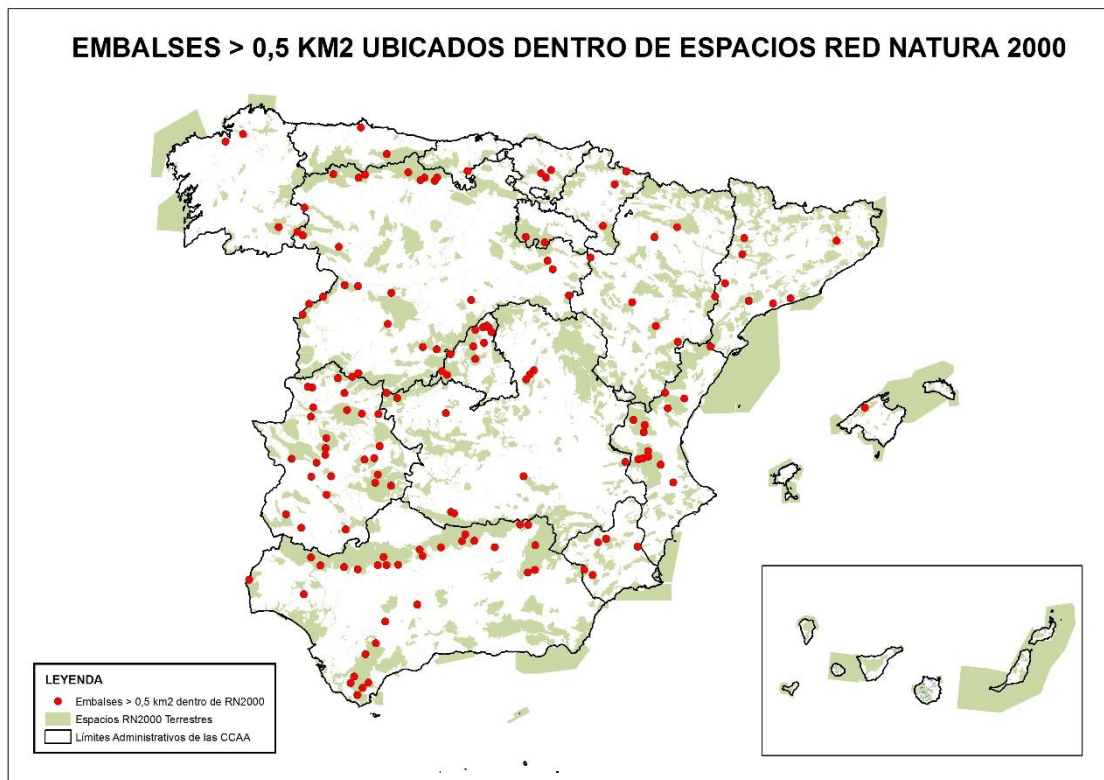 EMBALSES > 0,5 KM2 UBICADOS DENTRO DE ESPACIOS RED NATURA 2000
LEYENDA
Embalses > 0,5 km2 dentro de RN2000
Espacios RN2000 Terrestres
Límites Administrativos de las CCAA